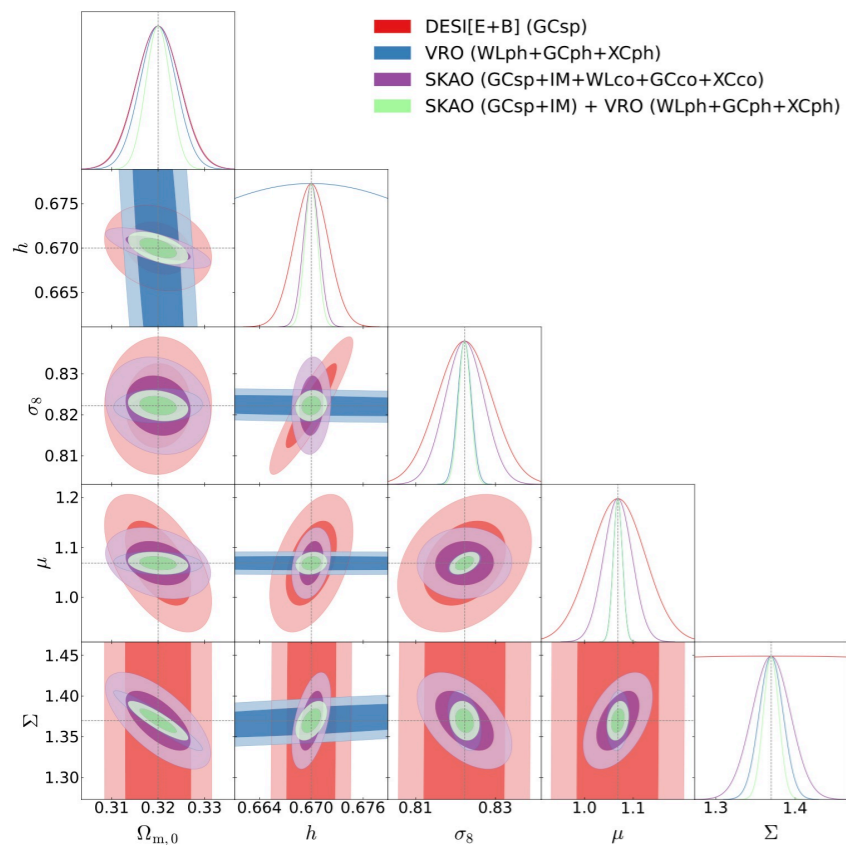 DESI[E+B] (GCsp)
VRO (WLph+GCph+XCph)
SKAO (GCsp+IM+WLco+GCco+XCco)
SKAO (GCsp+IM) + VRO (WLph+GCph+XCph)
0.675
0.670
0.665
h
0.83
0.82
0.81
σ8
1.2
1.1
1.0
μ
1.45
1.40
1.35
1.30
Σ
0.31 0.32 0.33 0.664 0.670 0.676 0.81 0.83 1.0 1.1 1.3 1.4
Ωm,0 h σ8 μ Σ